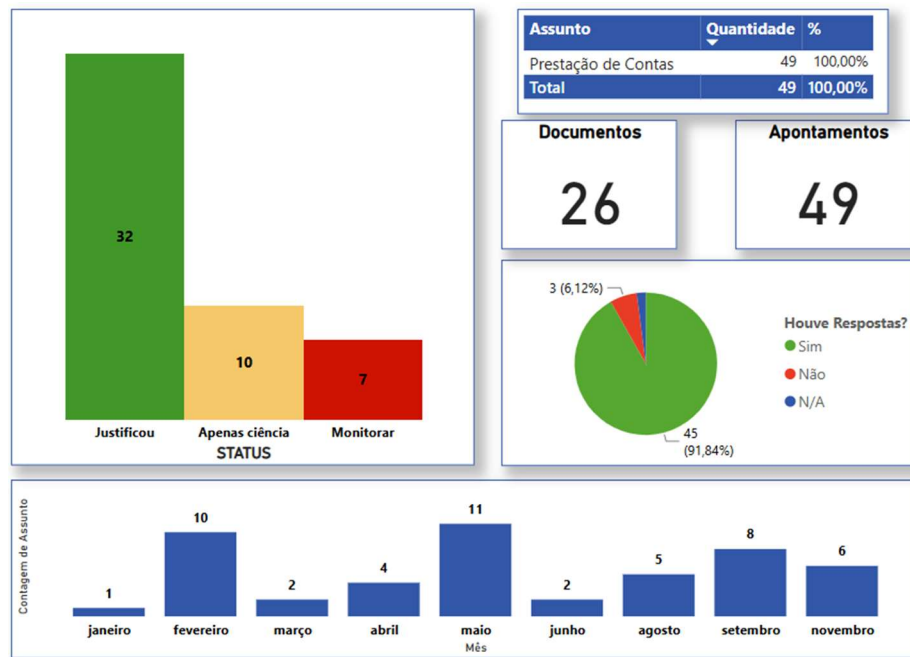 32
10
7
Justificou Apenas ciência Monitorar
STATUS
Assunto Quantidade %
Prestação de Contas 49 100,00%
Total 49 100,00%
Documentos
26
Apontamentos
49
3 (6,12%)
45
(91,84%)
Houve Respostas?
Sim
Não
N/A
Contagem de Assunto
1 10 2 4 11 2 5 8 6
janeiro fevereiro março abril maio junho agosto setembro novembro
Mês